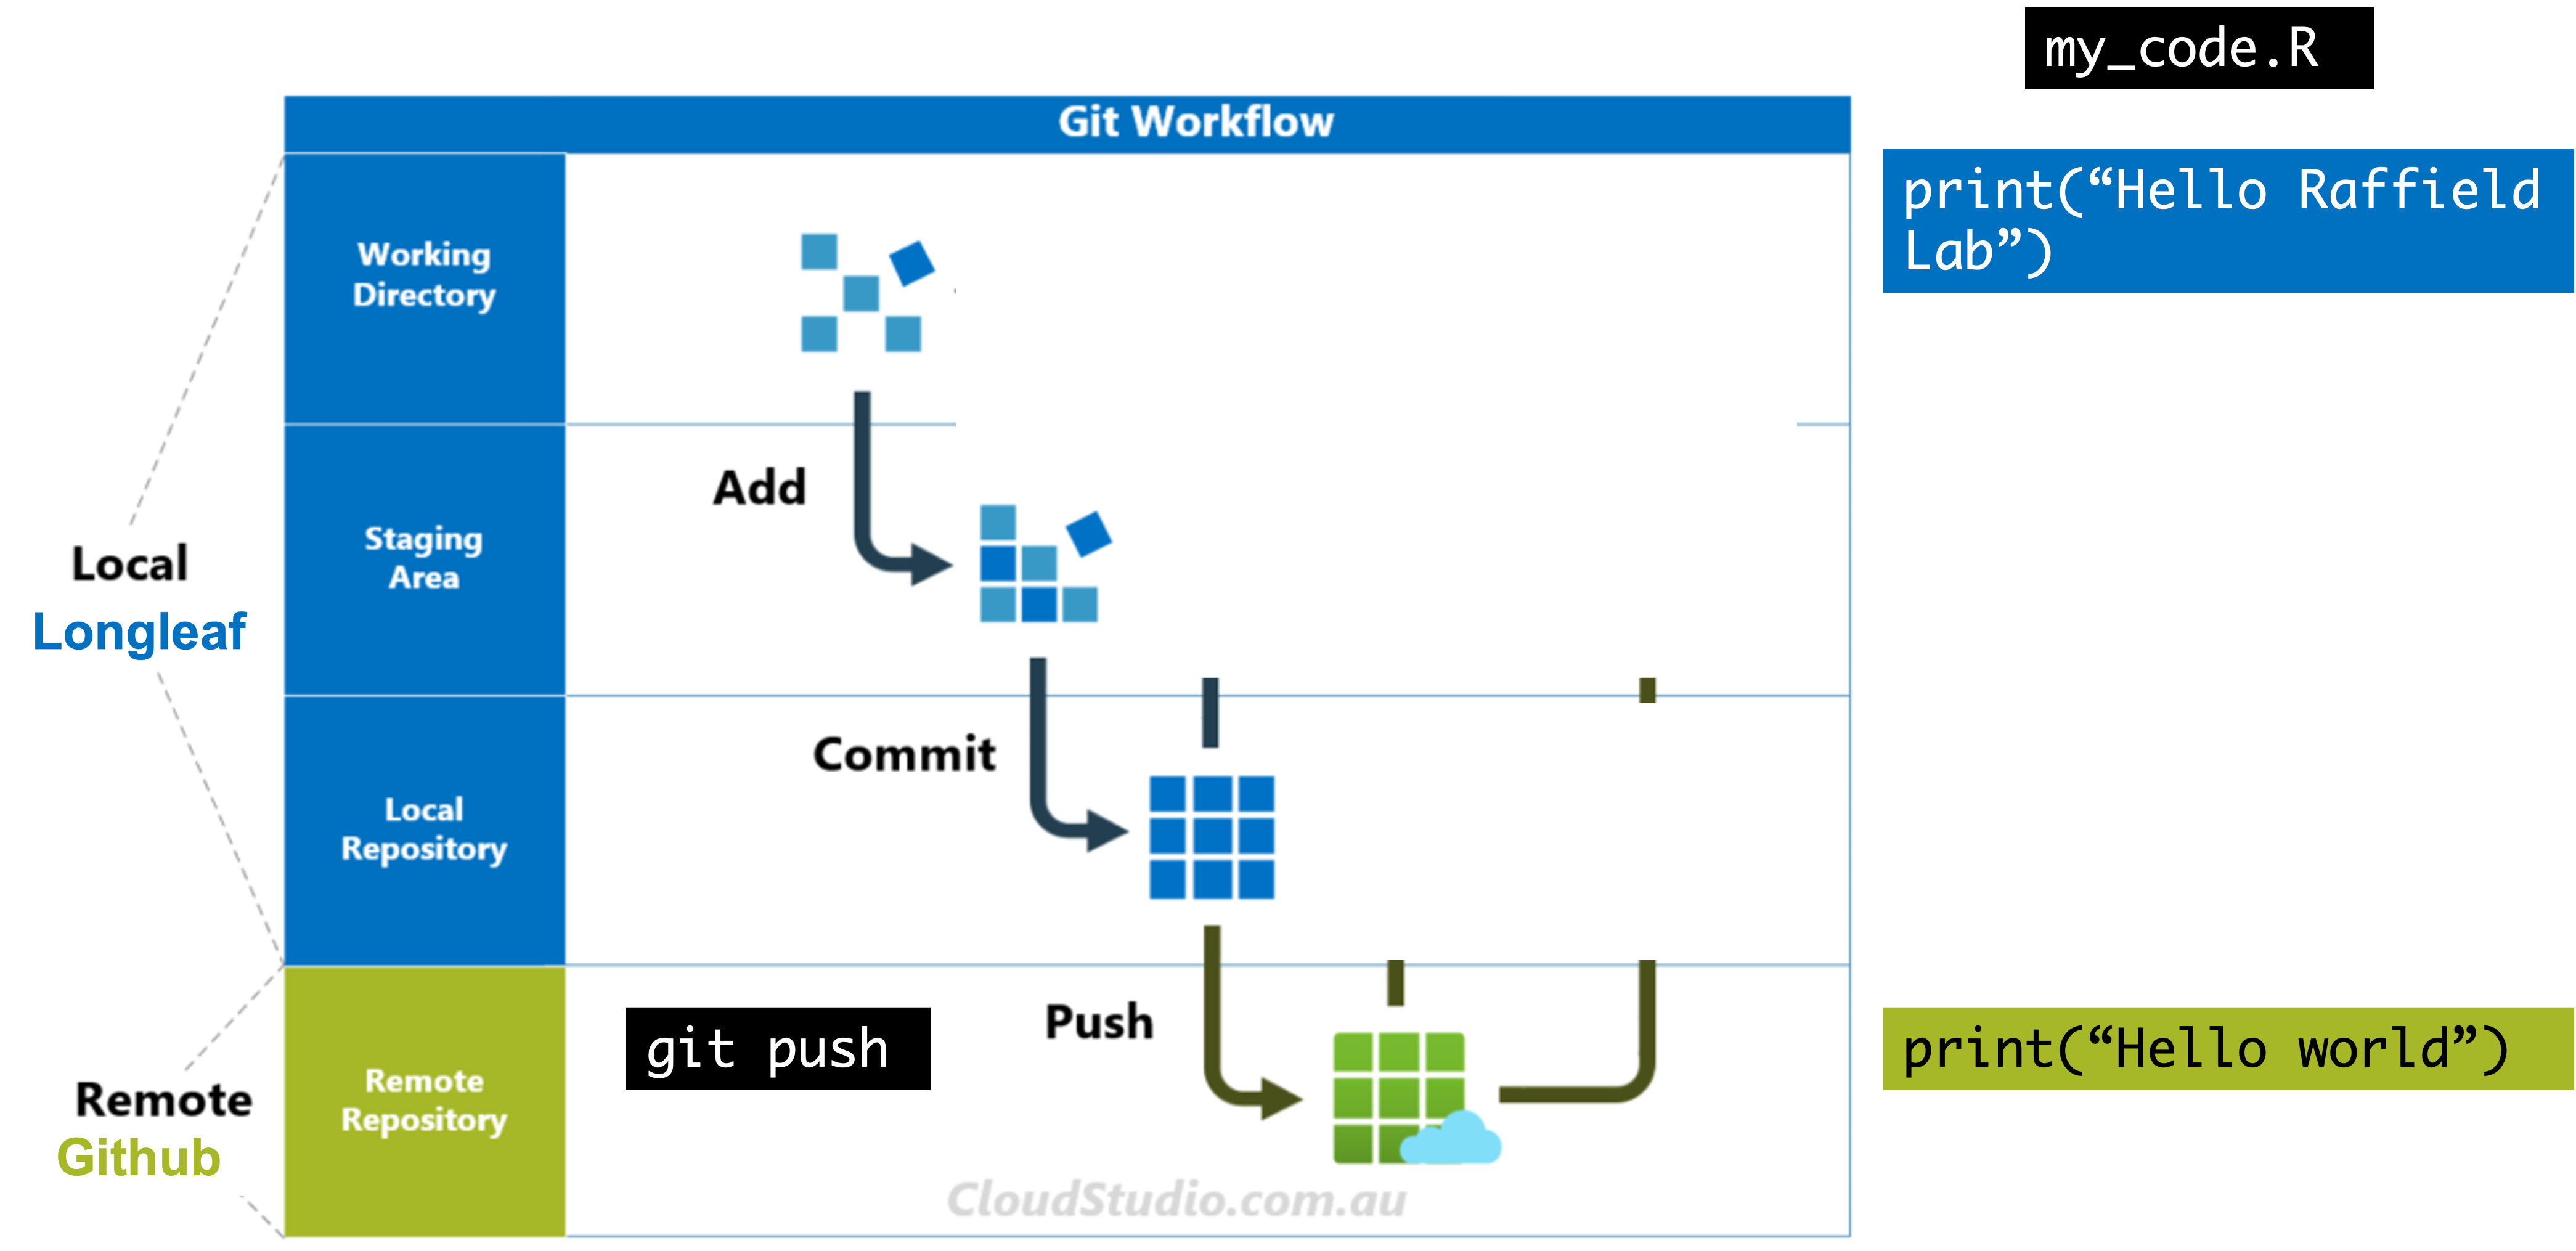 my_code.R
Git Workflow
print(“Hello Raffield
Lab”)
Working
Directory
Add
Staging
Area
Local
Longleaf
Commit
Local
Repository
Push
git push
print(“Hello world”)
Remote
Repository
Remote
Github
CloudStudio.com.au